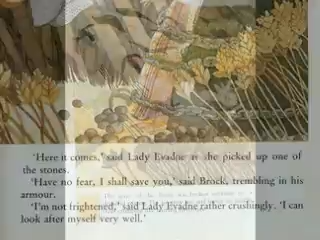 'Here it comes,' said Lady Evadne as she picked up one of
the stones.
'Have no fear, I shall save you,' said Brock, trembling in his
armour.
'I'm not frightened,' said Lady Evadne rather crushingly. 'I can
look after myself very well.'